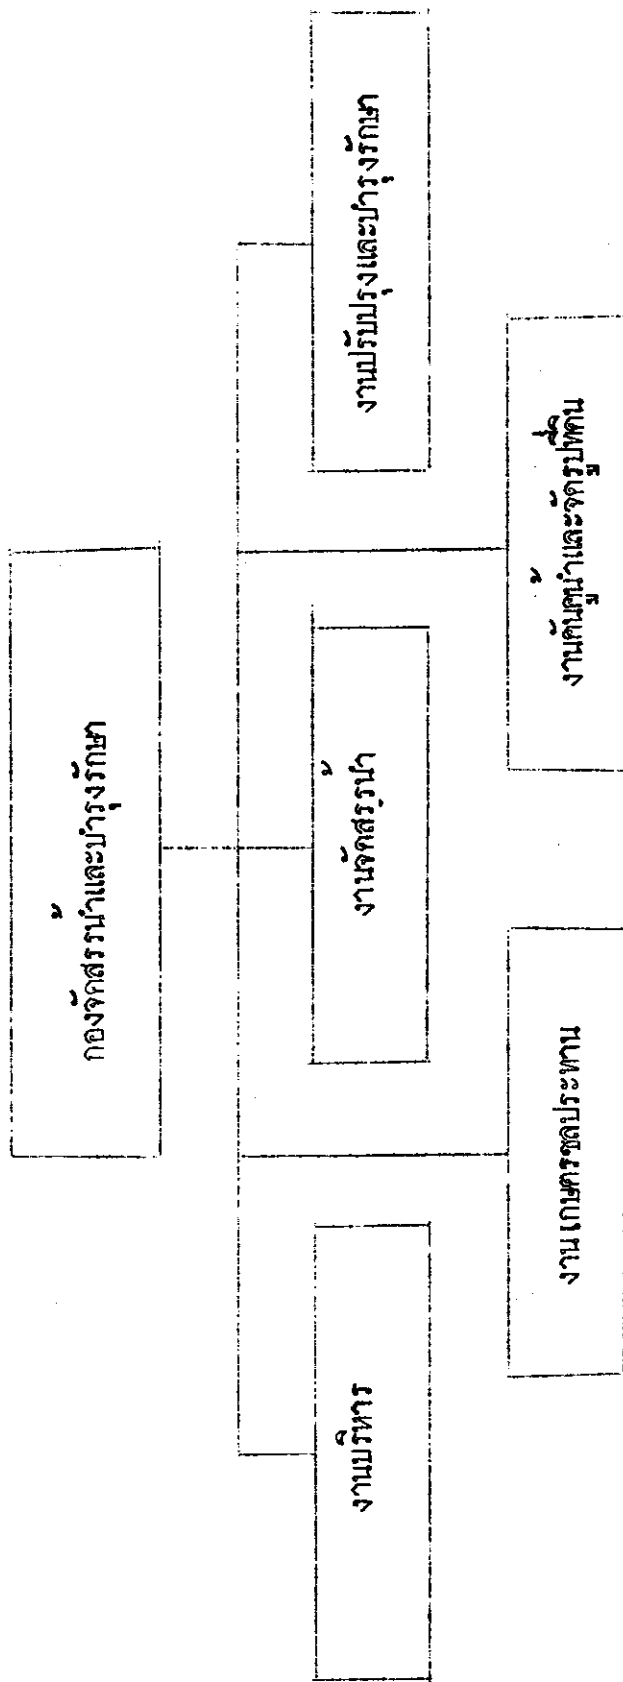 กองจัดสรรน้ำและบำรุงรักษา
งานบริหาร
งานจัดสรรน้ำ
งานปรับปรุงและบำรุงรักษา
งานเกษตรชลประทาน
งานคันคูน้ำและจัดรูปที่ดิน